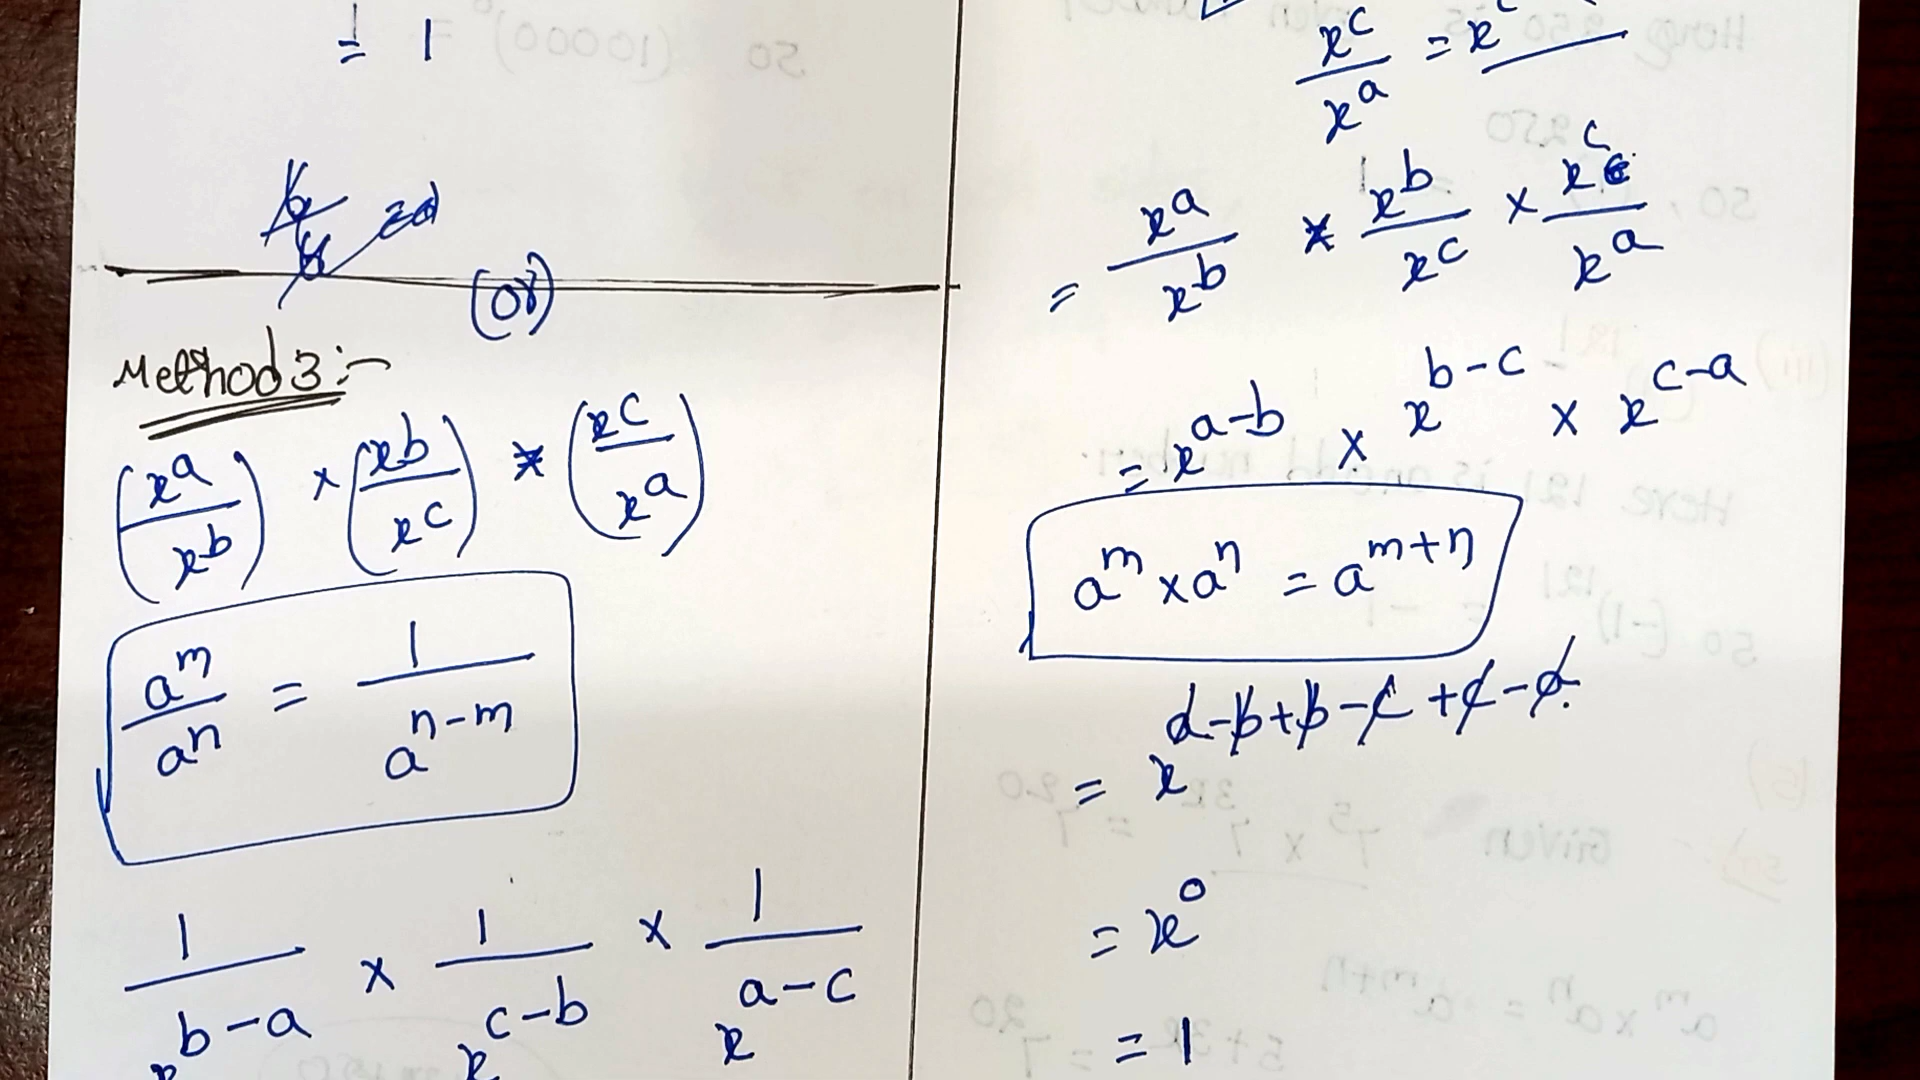 = 1
(or)
Method 3:-
(x^a/x^b) × (x^b/x^c) × (x^c/x^a)
a^m/a^n = 1/a^(n-m)
1/x^(b-a) × 1/x^(c-b) × 1/x^(a-c)
x^c/x^a = x^c
= x^a/x^b × x^b/x^c × x^c/x^a
= x^(a-b) × x^(b-c) × x^(c-a)
a^m × a^n = a^(m+n)
= x^(a-b+b-c+c-a)
= x^0
= 1